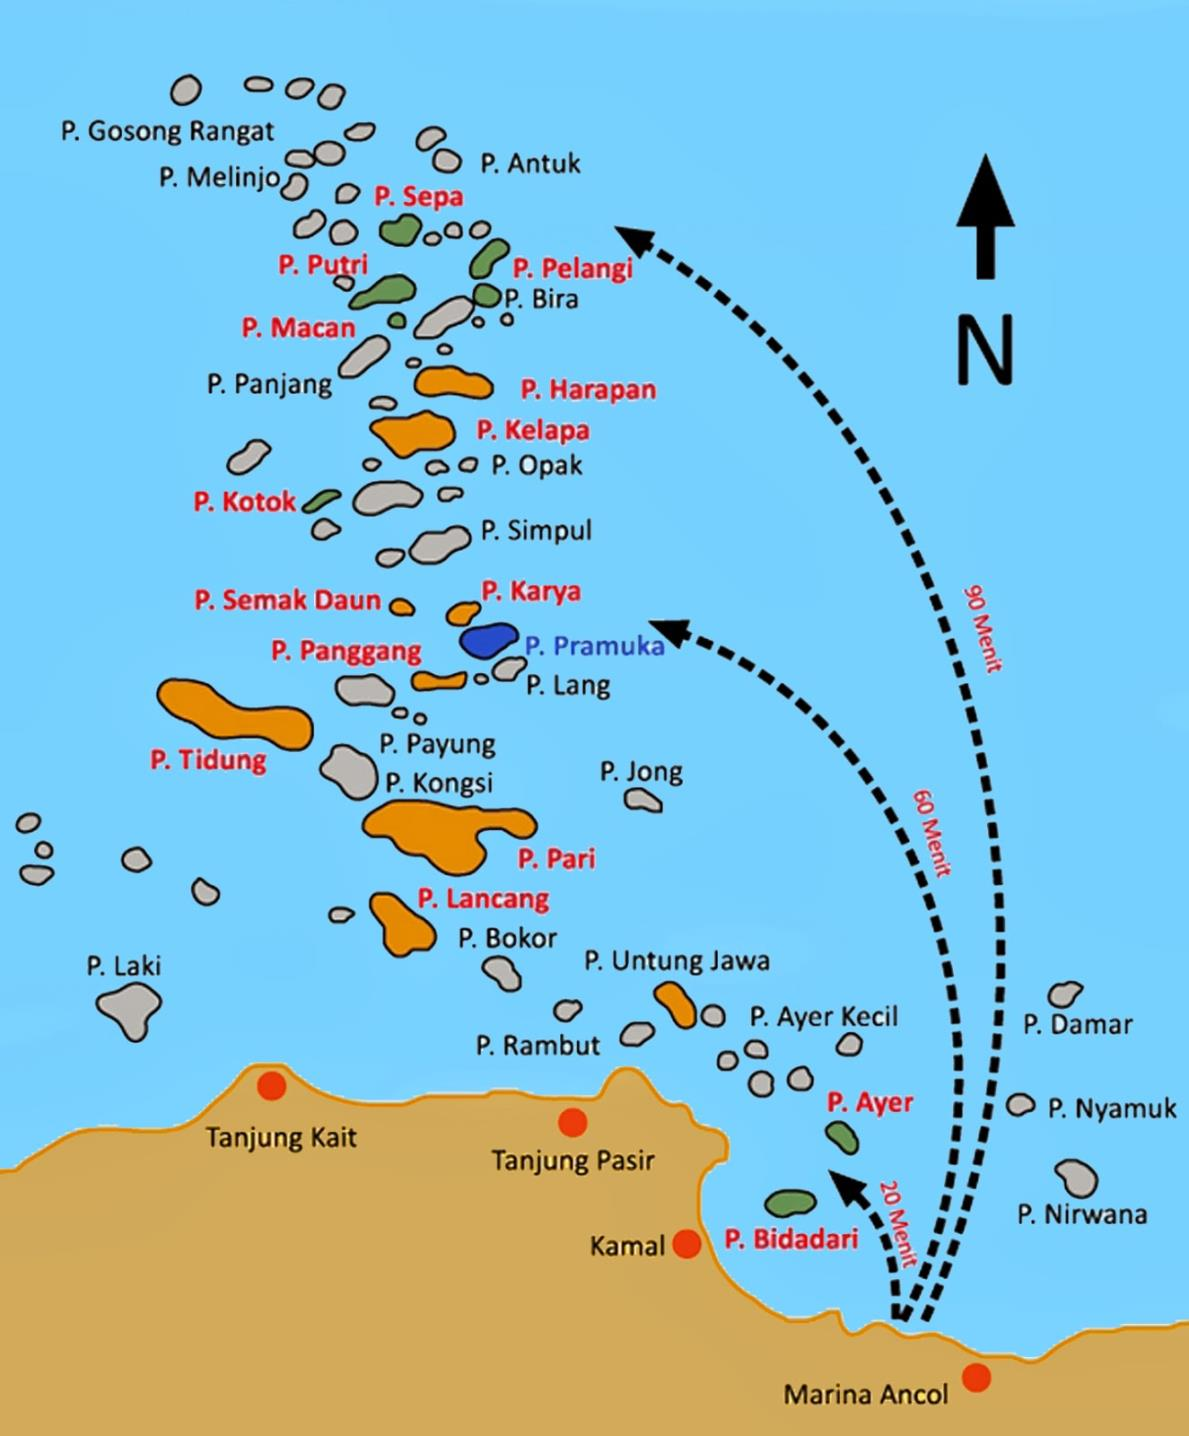 P. Gosong Rangat
P. Antuk
P. Melinjo
P. Sepa
P. Putri
P. Pelangi
P. Bira
P. Macan
N
P. Panjang
P. Harapan
P. Kelapa
P. Opak
P. Kotok
P. Simpul
P. Karya
P. Semak Daun
90 Menit
P. Pramuka
P. Panggang
P. Lang
P. Payung
P. Tidung
P. Jong
P. Kongsi
60 Menit
P. Pari
P. Lancang
P. Bokor
P. Untung Jawa
P. Laki
P. Ayer Kecil
P. Damar
P. Rambut
P. Ayer
P. Nyamuk
Tanjung Kait
Tanjung Pasir
20 Menit
P. Nirwana
P. Bidadari
Kamal
Marina Ancol